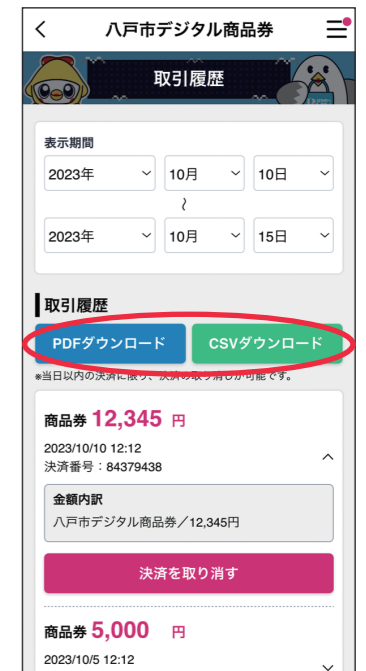 八戸市デジタル商品券
取引履歴
表示期間
2023年 10月 10日
~
2023年 10月 15日
取引履歴
PDFダウンロード CSVダウンロード
※当日以内の決済に限り、決済の取り消しが可能です。
商品券 12,345 円
2023/10/10 12:12
決済番号：84379438
金額内訳
八戸市デジタル商品券／12,345円
決済を取り消す
商品券 5,000 円
2023/10/5 12:12